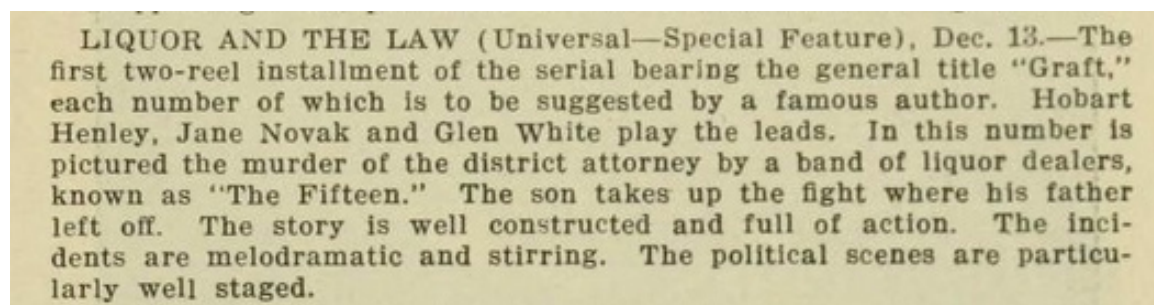 LIQUOR AND THE LAW (Universal—Special Feature), Dec. 13.—The
first two-reel installment of the serial bearing the general title "Graft,"
each number of which is to be suggested by a famous author. Hobart
Henley, Jane Novak and Glen White play the leads. In this number is
pictured the murder of the district attorney by a band of liquor dealers,
known as "The Fifteen." The son takes up the fight where his father
left off. The story is well constructed and full of action. The inci-
dents are melodramatic and stirring. The political scenes are particu-
larly well staged.